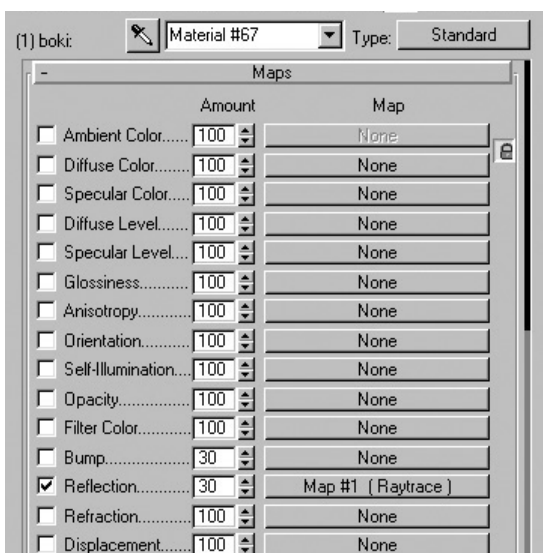 (1) boki: Material #67 Type: Standard
- Maps
Amount Map
Ambient Color...... 100 None
Diffuse Color........ 100 None
Specular Color..... 100 None
Diffuse Level........ 100 None
Specular Level.... 100 None
Glossiness........... 100 None
Anisotropy............ 100 None
Orientation........... 100 None
Self-Illumination.... 100 None
Opacity................ 100 None
Filter Color........... 100 None
Bump................... 30 None
Reflection............ 30 Map #1 ( Raytrace )
Refraction............ 100 None
Displacement....... 100 None